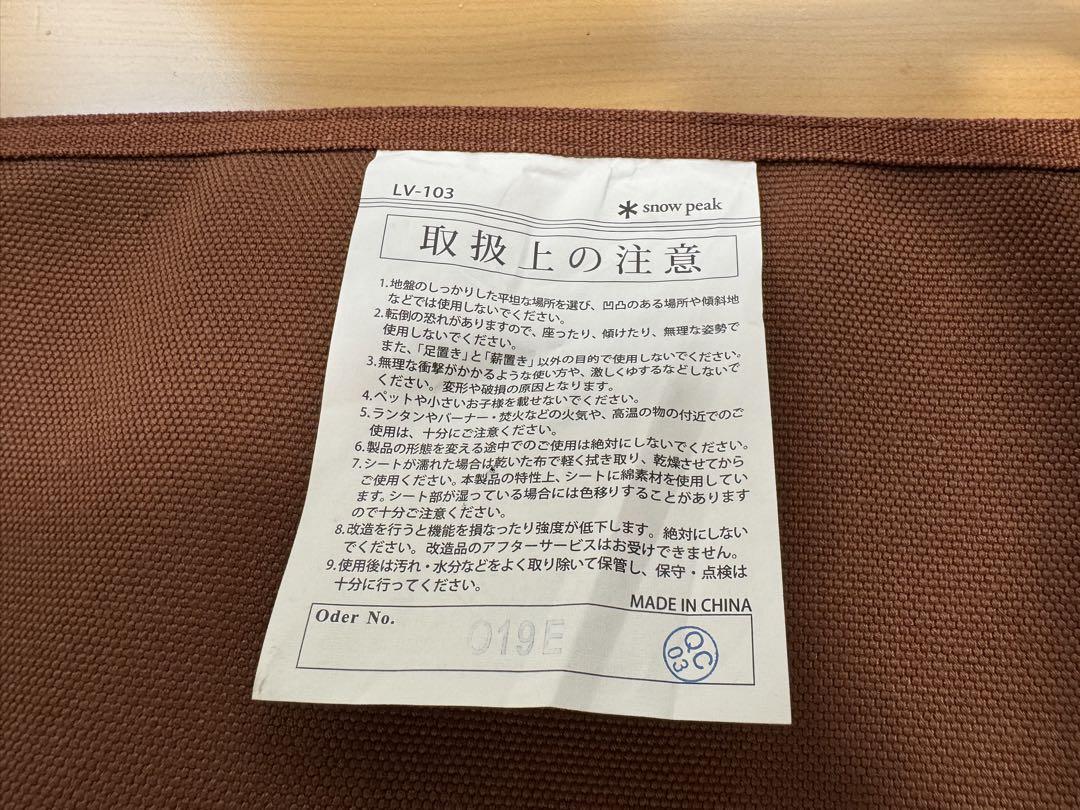 LV-103
snow peak
取扱上の注意
1.地盤のしっかりした平坦な場所を選び、凹凸のある場所や傾斜地
などでは使用しないでください。
2.転倒の恐れがありますので、座ったり、傾けたり、無理な姿勢で
使用しないでください。
また、「足置き」と「薪置き」以外の目的で使用しないでください。
3.無理な衝撃がかかるような使い方や、激しくゆするなどしないで
ください。変形や破損の原因となります。
4.ペットや小さいお子様を載せないでください。
5.ランタンやバーナー・焚火などの火気や、高温の物の付近でのご
使用は、十分にご注意ください。
6.製品の形態を変える途中でのご使用は絶対にしないでください。
7.シートが濡れた場合は乾いた布で軽く拭き取り、乾燥させてから
ご使用ください。本製品の特性上、シートに綿素材を使用してい
ます。シート部が湿っている場合には色移りすることがあります
ので十分ご注意ください。
8.改造を行うと機能を損なったり強度が低下します。絶対にしない
でください。改造品のアフターサービスはお受けできません。
9.使用後は汚れ・水分などをよく取り除いて保管し、保守・点検は
十分に行ってください。
MADE IN CHINA
Oder No.
019E
QC
03